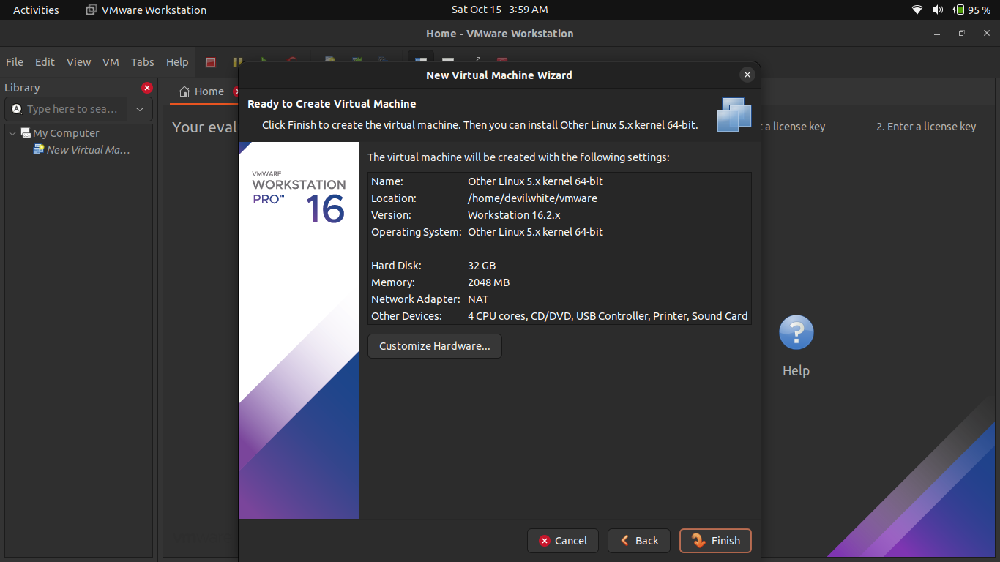 Activities VMware Workstation Sat Oct 15 3:59 AM 95 %
Home - VMware Workstation
File Edit View VM Tabs Help
Library
Type here to sea...
My Computer
New Virtual Ma...
Home
Your eval
a license key
2. Enter a license key
New Virtual Machine Wizard
Ready to Create Virtual Machine
Click Finish to create the virtual machine. Then you can install Other Linux 5.x kernel 64-bit.
VMWARE
WORKSTATION
PRO™ 16
The virtual machine will be created with the following settings:
Name: Other Linux 5.x kernel 64-bit
Location: /home/devilwhite/vmware
Version: Workstation 16.2.x
Operating System: Other Linux 5.x kernel 64-bit
Hard Disk: 32 GB
Memory: 2048 MB
Network Adapter: NAT
Other Devices: 4 CPU cores, CD/DVD, USB Controller, Printer, Sound Card
Customize Hardware...
Help
Cancel Back Finish